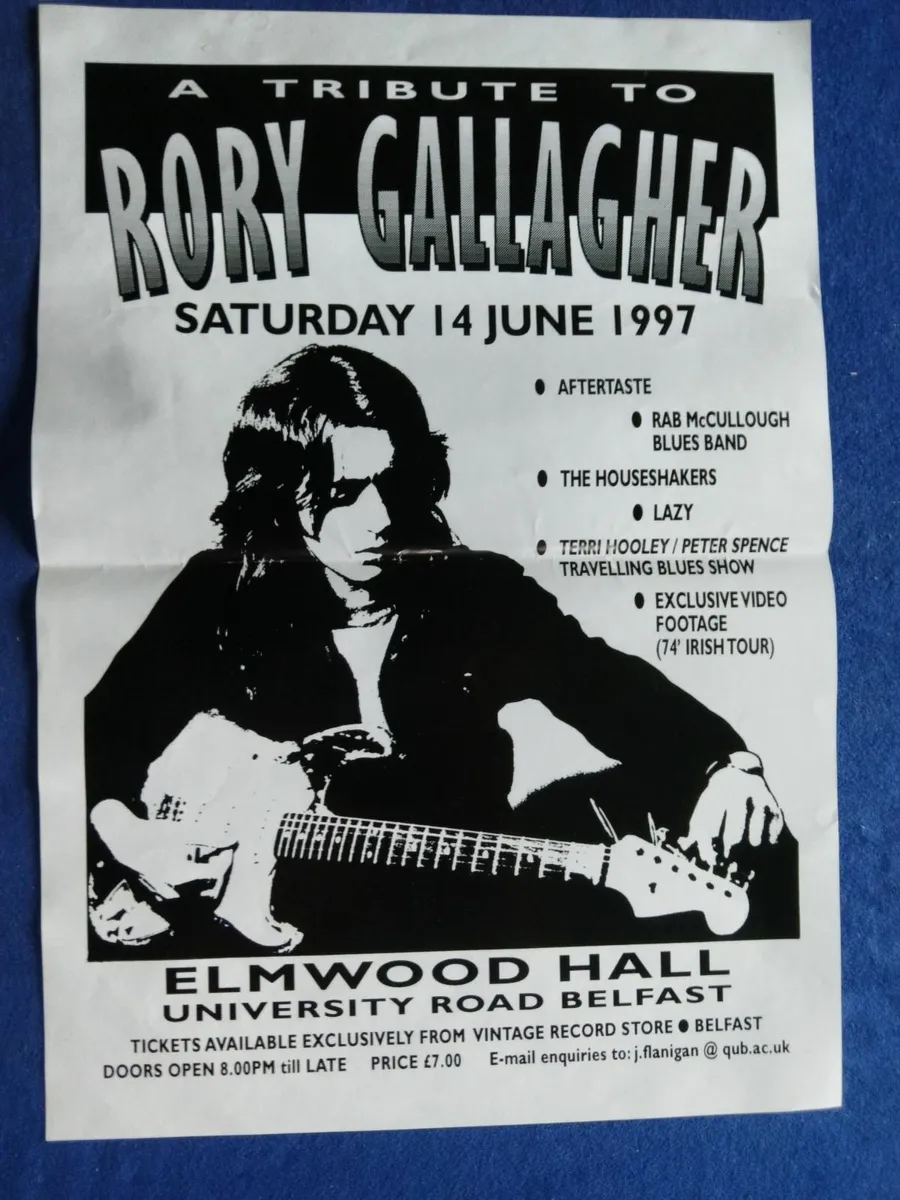 A TRIBUTE TO
RORY GALLAGHER
SATURDAY 14 JUNE 1997
● AFTERTASTE
● RAB McCULLOUGH
BLUES BAND
● THE HOUSESHAKERS
● LAZY
● TERRI HOOLEY / PETER SPENCE
TRAVELLING BLUES SHOW
● EXCLUSIVE VIDEO
FOOTAGE
(74' IRISH TOUR)
ELMWOOD HALL
UNIVERSITY ROAD BELFAST
TICKETS AVAILABLE EXCLUSIVELY FROM VINTAGE RECORD STORE ● BELFAST
DOORS OPEN 8.00PM till LATE PRICE £7.00 E-mail enquiries to: j.flanigan @ qub.ac.uk